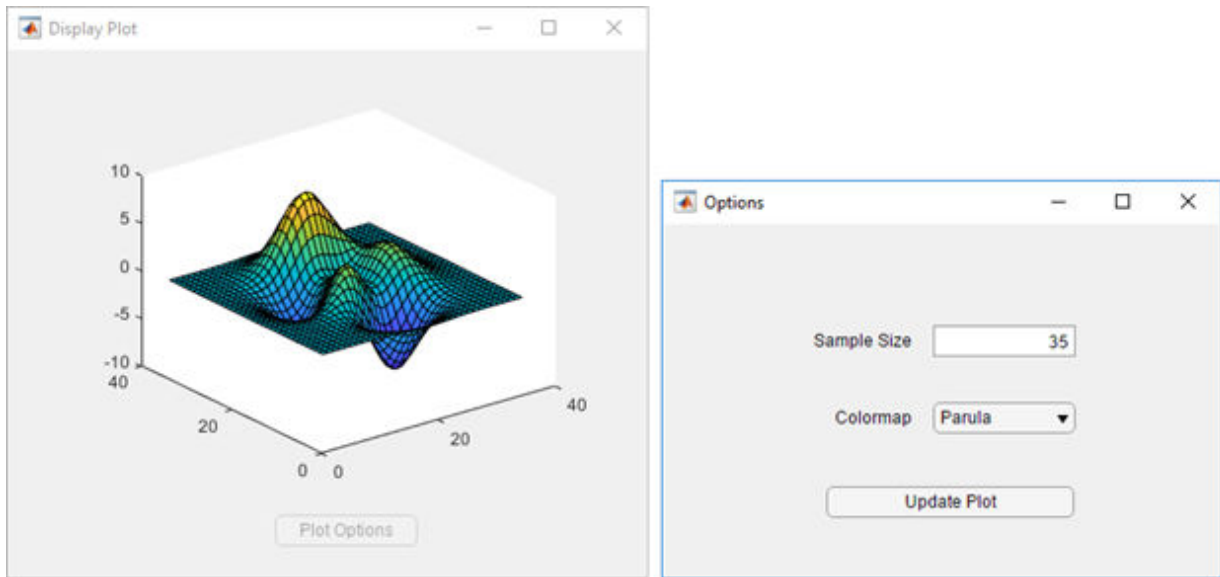 Display Plot
10
5
0
-5
-10
40
20
0
0
20
40
Plot Options
Options
Sample Size 35
Colormap Parula
Update Plot